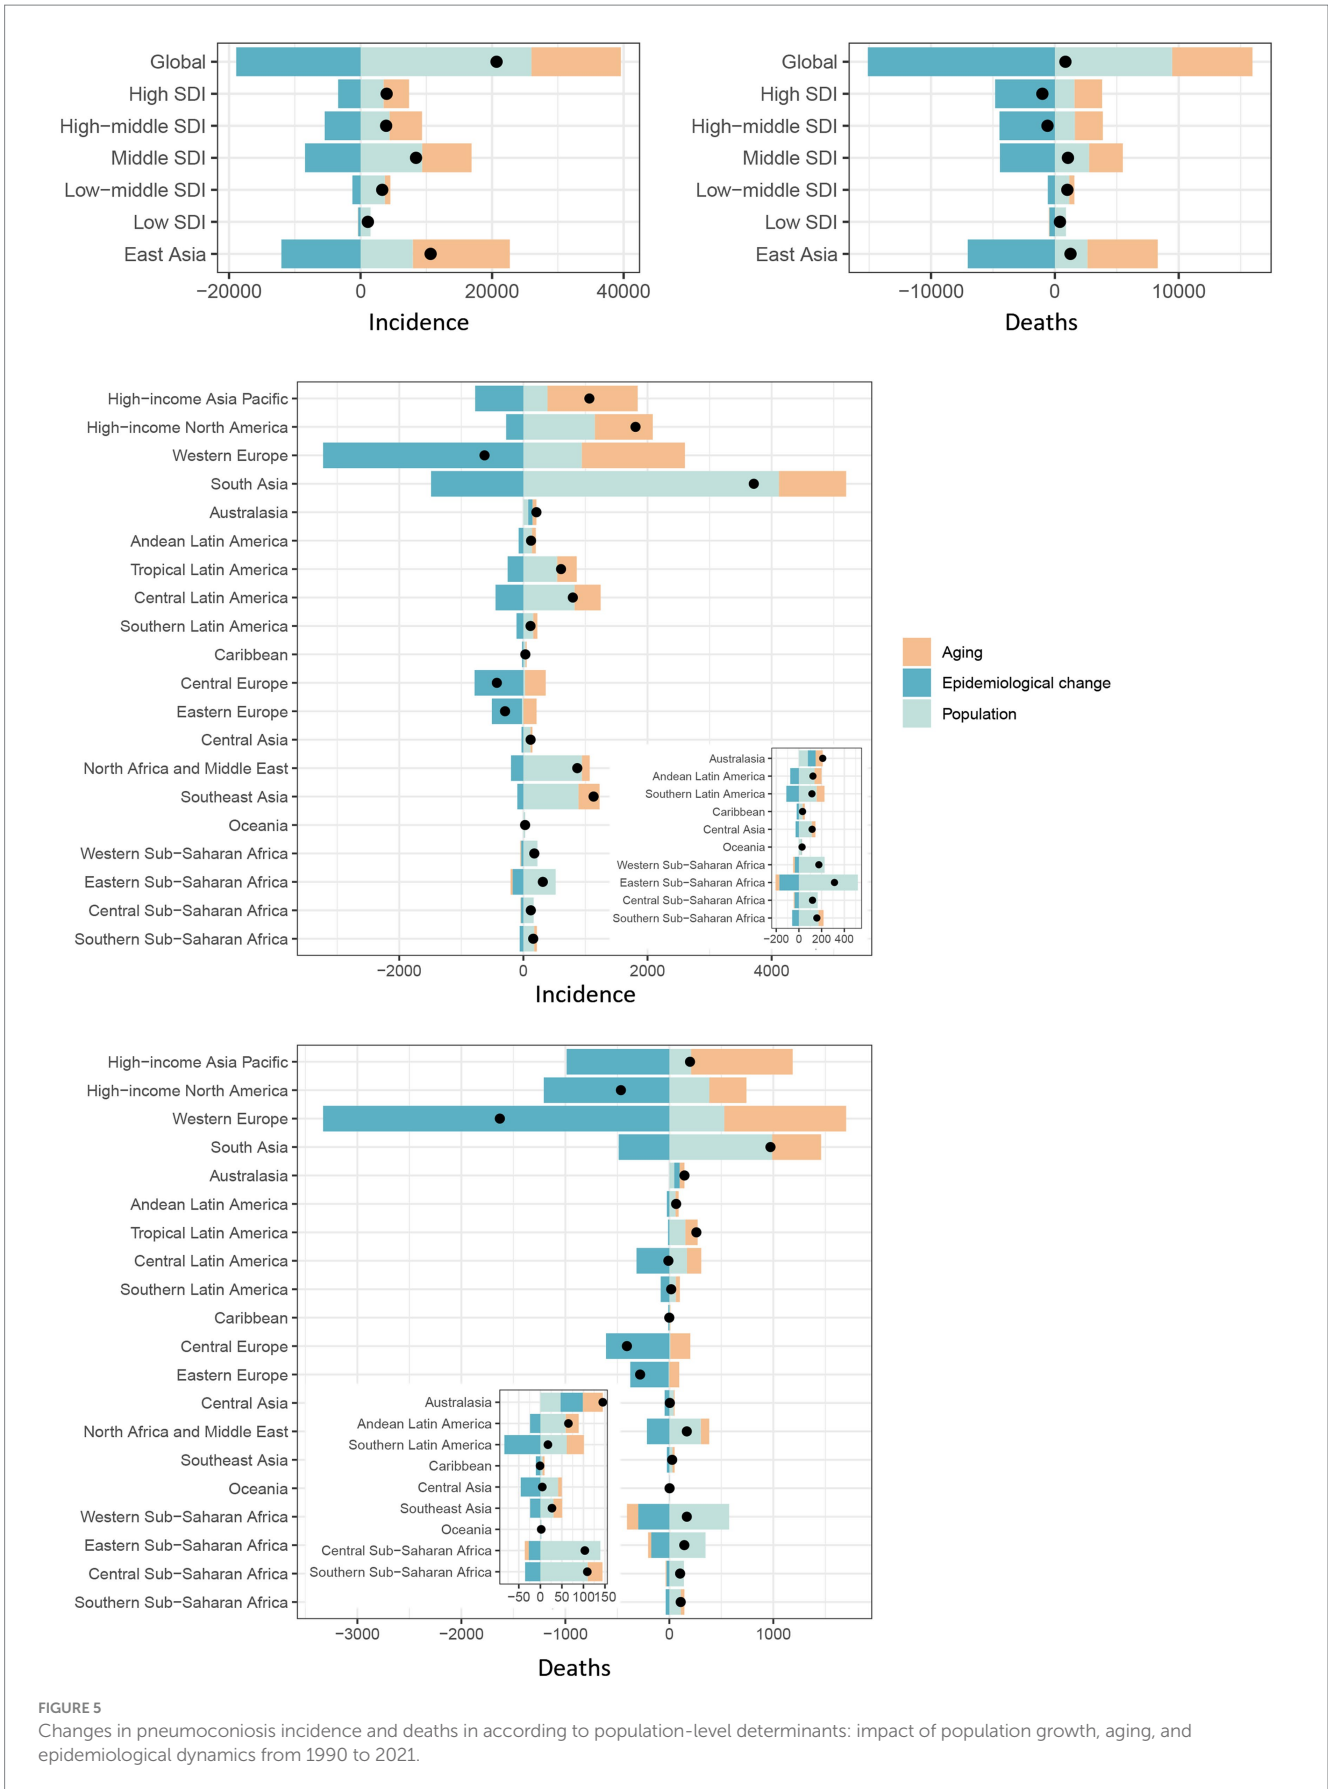 Global
High SDI
High−middle SDI
Middle SDI
Low−middle SDI
Low SDI
East Asia
−20000 0 20000 40000
Incidence
Global
High SDI
High−middle SDI
Middle SDI
Low−middle SDI
Low SDI
East Asia
−10000 0 10000
Deaths
High−income Asia Pacific
High−income North America
Western Europe
South Asia
Australasia
Andean Latin America
Tropical Latin America
Central Latin America
Southern Latin America
Caribbean
Central Europe
Eastern Europe
Central Asia
North Africa and Middle East
Southeast Asia
Oceania
Western Sub−Saharan Africa
Eastern Sub−Saharan Africa
Central Sub−Saharan Africa
Southern Sub−Saharan Africa
−2000 0 2000 4000
Incidence
Australasia
Andean Latin America
Southern Latin America
Caribbean
Central Asia
Oceania
Western Sub−Saharan Africa
Eastern Sub−Saharan Africa
Central Sub−Saharan Africa
Southern Sub−Saharan Africa
−200 0 200 400
Aging
Epidemiological change
Population
High−income Asia Pacific
High−income North America
Western Europe
South Asia
Australasia
Andean Latin America
Tropical Latin America
Central Latin America
Southern Latin America
Caribbean
Central Europe
Eastern Europe
Central Asia
North Africa and Middle East
Southeast Asia
Oceania
Western Sub−Saharan Africa
Eastern Sub−Saharan Africa
Central Sub−Saharan Africa
Southern Sub−Saharan Africa
Australasia
Andean Latin America
Southern Latin America
Caribbean
Central Asia
Southeast Asia
Oceania
Central Sub−Saharan Africa
Southern Sub−Saharan Africa
−50 0 50 100 150
−3000 −2000 −1000 0 1000
Deaths
FIGURE 5
Changes in pneumoconiosis incidence and deaths in according to population-level determinants: impact of population growth, aging, and
epidemiological dynamics from 1990 to 2021.